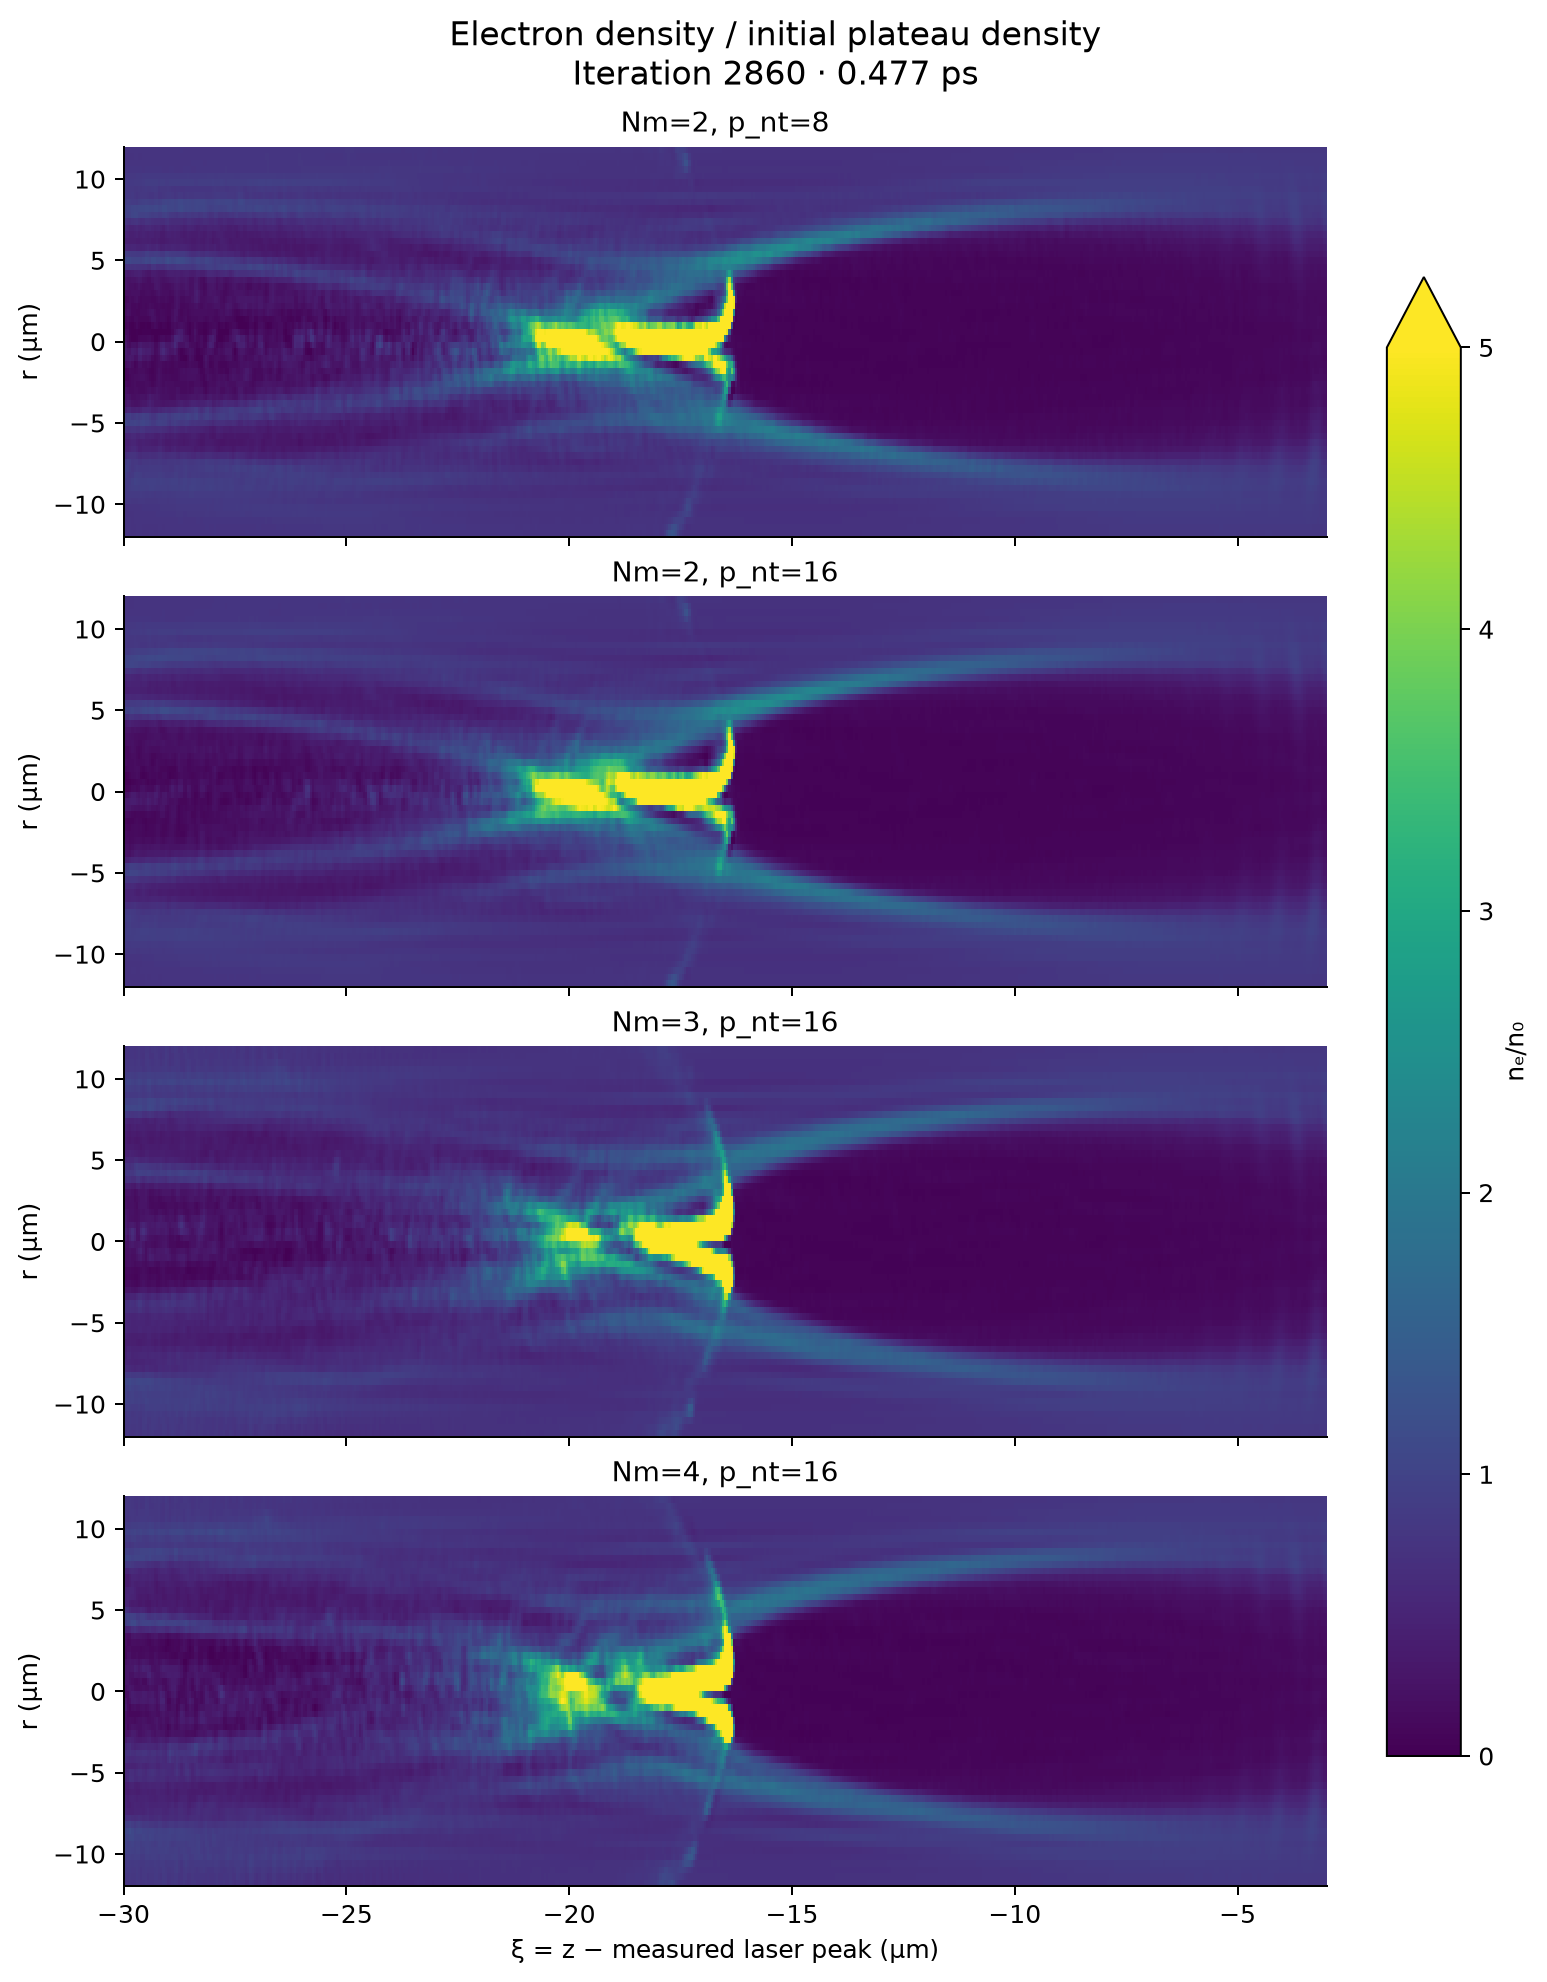 Electron density / initial plateau density
Iteration 2860 · 0.477 ps
Nm=2, p_nt=8
10
5
0
−5
−10
r (μm)
Nm=2, p_nt=16
10
5
0
−5
−10
r (μm)
Nm=3, p_nt=16
10
5
0
−5
−10
r (μm)
Nm=4, p_nt=16
10
5
0
−5
−10
r (μm)
−30 −25 −20 −15 −10 −5
ξ = z − measured laser peak (μm)
5
4
3
2
1
0
nₑ/n₀